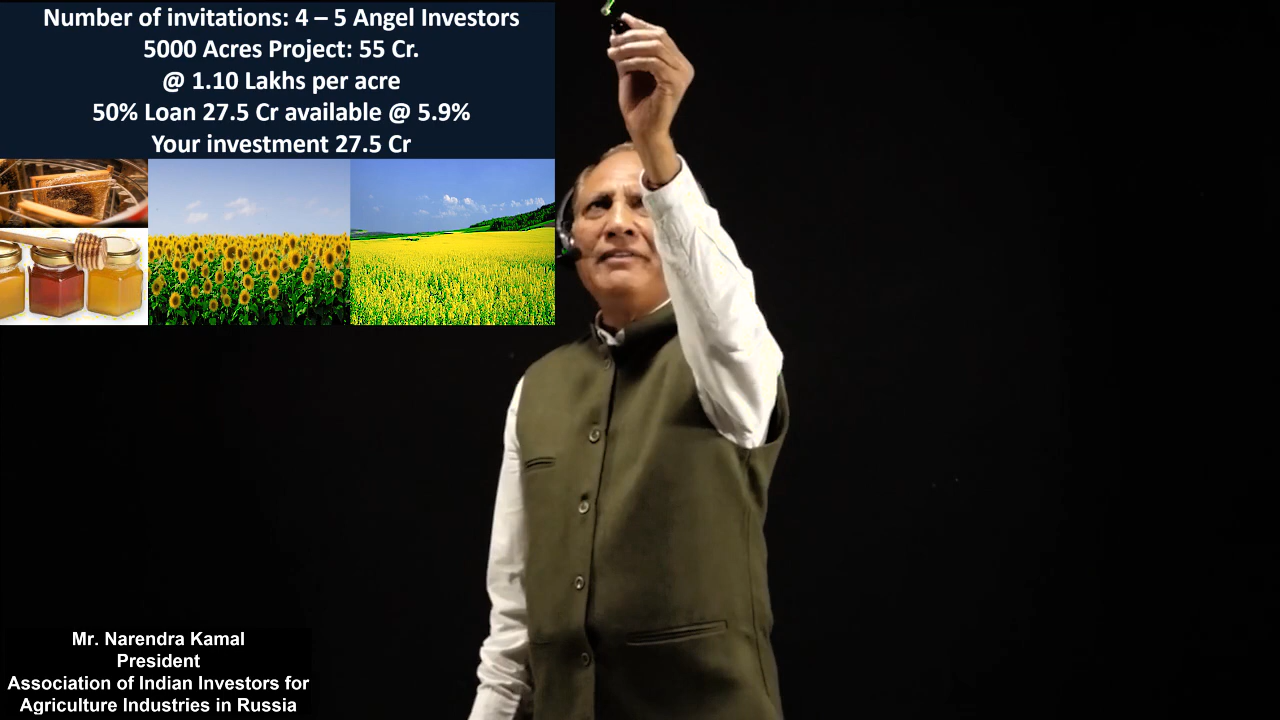 Number of invitations: 4 – 5 Angel Investors
5000 Acres Project: 55 Cr.
@ 1.10 Lakhs per acre
50% Loan 27.5 Cr available @ 5.9%
Your investment 27.5 Cr
Mr. Narendra Kamal
President
Association of Indian Investors for
Agriculture Industries in Russia